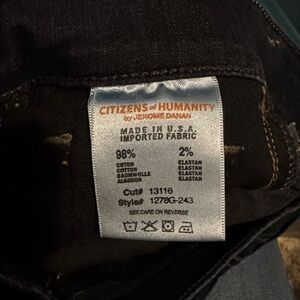 CITIZENS of HUMANITY
by JEROME DAHAN
MADE IN U.S.A.
IMPORTED FABRIC
98% 2%
COTON ELASTAN
COTTON ELASTAN
BAUMWOLLE ELASTAN
ALGODON ELASTAN
Cut# 13116
Style# 1278G-243
SEE CARE ON REVERSE